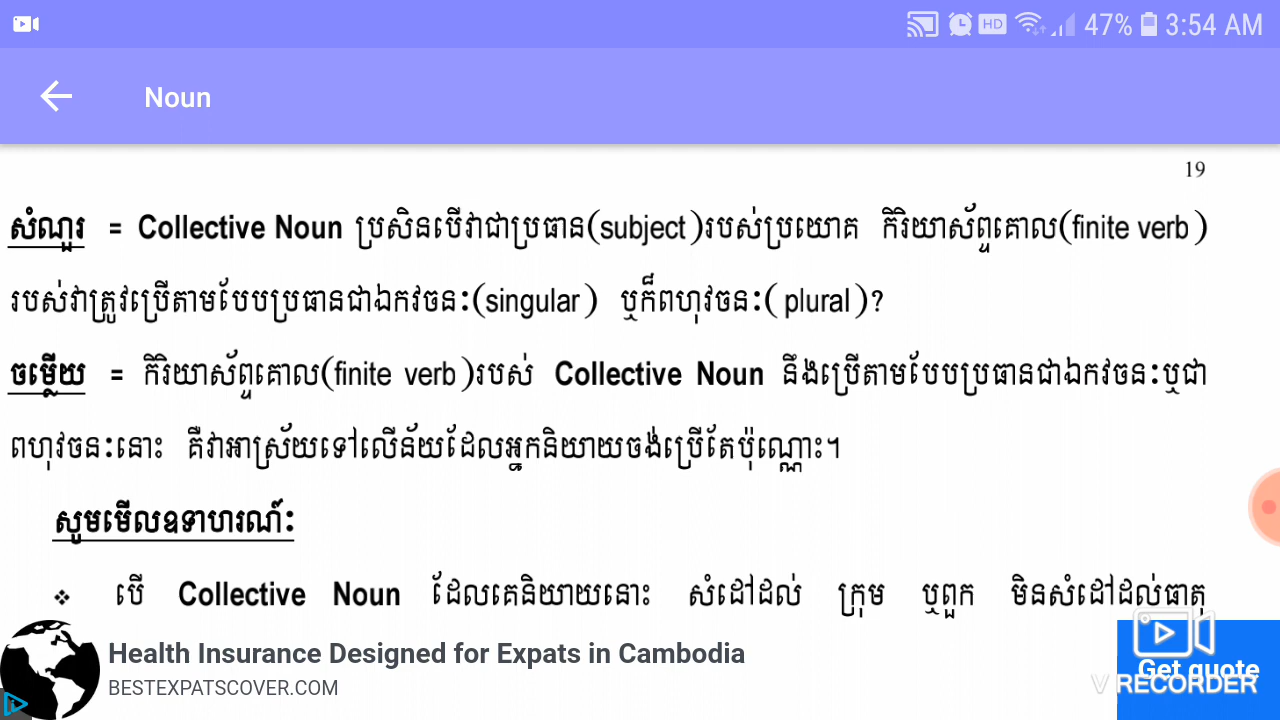 47% 3:54 AM
Noun
19
សំណួរ = Collective Noun ប្រសិនបើវាជាប្រធាន(subject)របស់ប្រយោគ កិរិយាស័ព្ទគោល(finite verb)
របស់វាត្រូវប្រើតាមបែបប្រធានជាឯកវចនៈ(singular) ឬក៏ពហុវចនៈ( plural)?
ចម្លើយ = កិរិយាស័ព្ទគោល(finite verb)របស់ Collective Noun នឹងប្រើតាមបែបប្រធានជាឯកវចនៈឬជា
ពហុវចនៈនោះ គឺវាអាស្រ័យទៅលើន័យដែលអ្នកនិយាយចង់ប្រើតែប៉ុណ្ណោះ។
សូមមើលឧទាហរណ៍ៈ
❖ បើ Collective Noun ដែលគេនិយាយនោះ សំដៅដល់ ក្រុម ឬពួក មិនសំដៅដល់ធាតុ
Health Insurance Designed for Expats in Cambodia
BESTEXPATSCOVER.COM
Get quote
V RECORDER